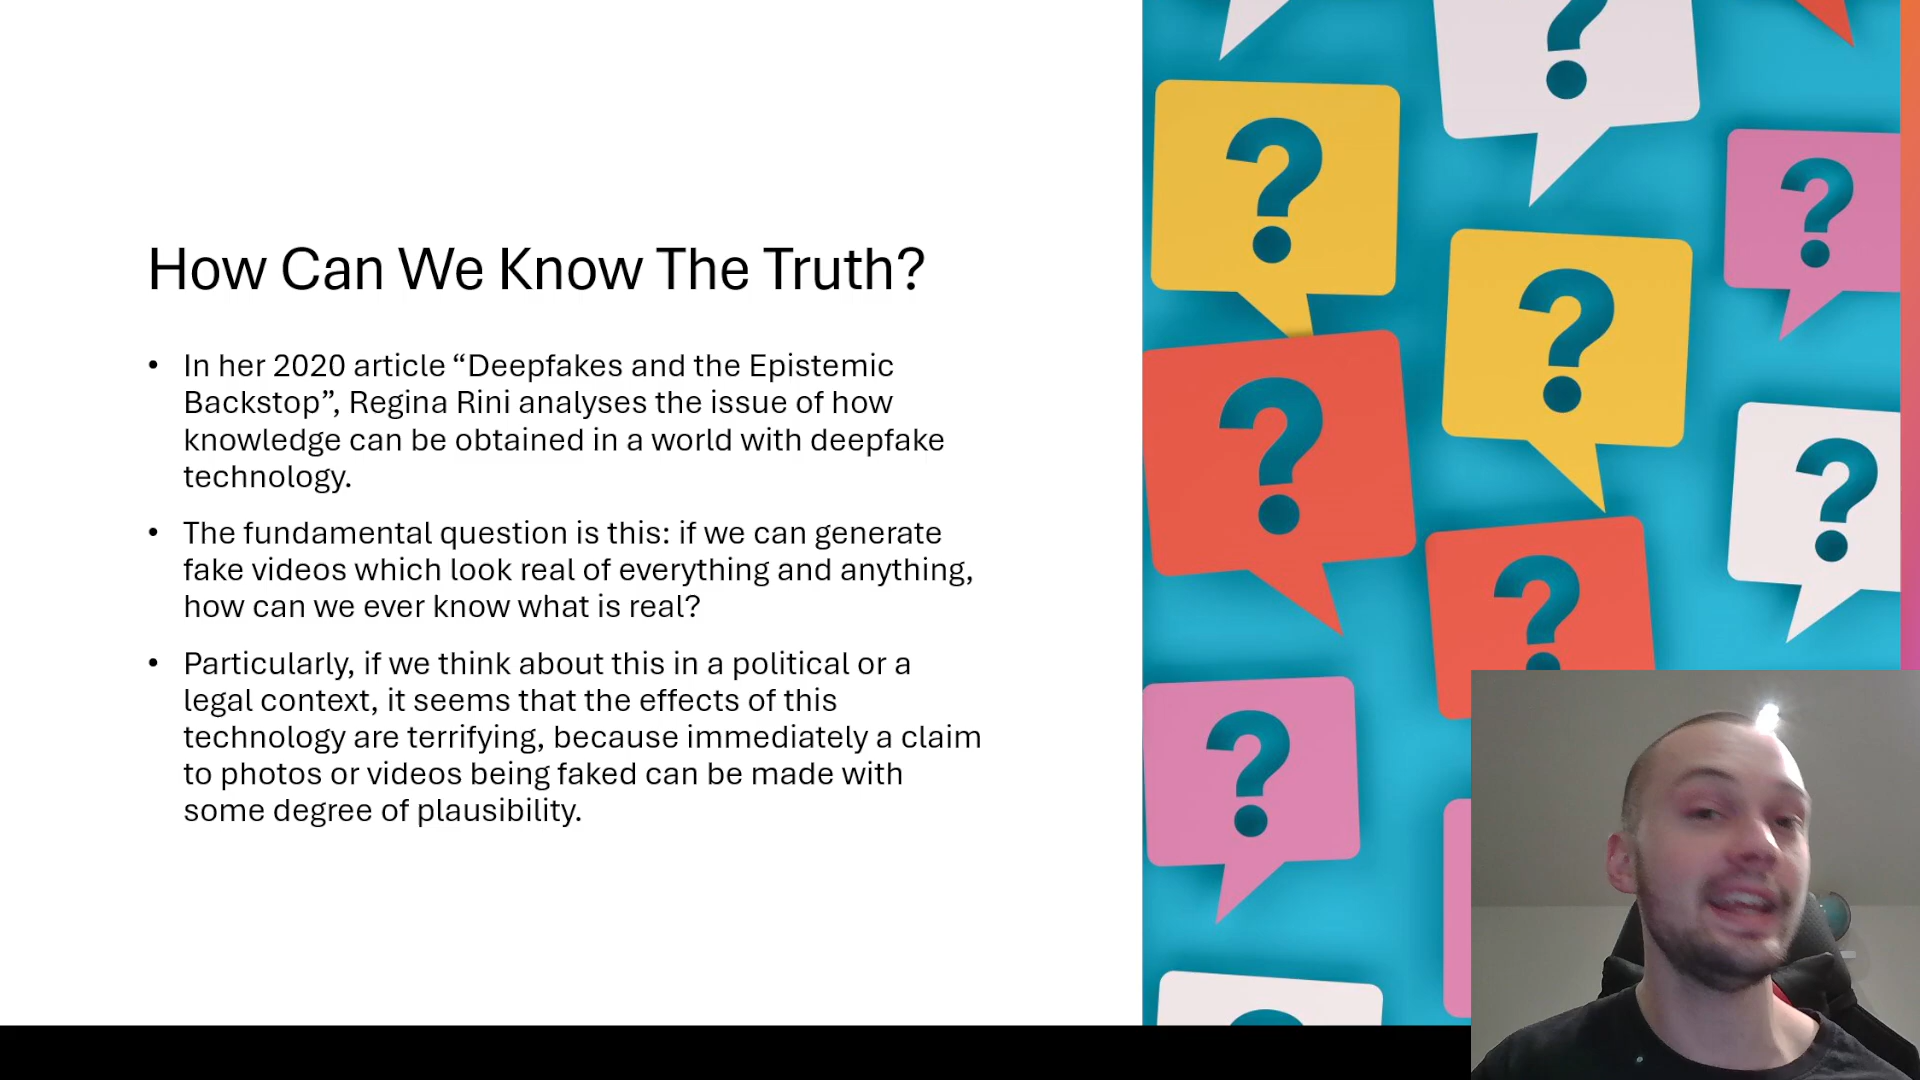 How Can We Know The Truth?
• In her 2020 article “Deepfakes and the Epistemic
Backstop”, Regina Rini analyses the issue of how
knowledge can be obtained in a world with deepfake
technology.
• The fundamental question is this: if we can generate
fake videos which look real of everything and anything,
how can we ever know what is real?
• Particularly, if we think about this in a political or a
legal context, it seems that the effects of this
technology are terrifying, because immediately a claim
to photos or videos being faked can be made with
some degree of plausibility.
?
?
?
?
?
?
?
?
?